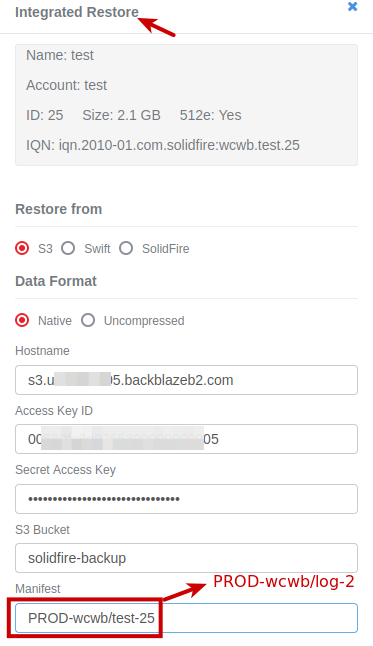 Integrated Restore
Name: test
Account: test
ID: 25 Size: 2.1 GB 512e: Yes
IQN: iqn.2010-01.com.solidfire:wcwb.test.25
Restore from
S3 Swift SolidFire
Data Format
Native Uncompressed
Hostname
s3.u 05.backblazeb2.com
Access Key ID
00 05
Secret Access Key
••••••••••••••••••••••••••••••••
S3 Bucket
solidfire-backup
Manifest
PROD-wcwb/log-2
PROD-wcwb/test-25